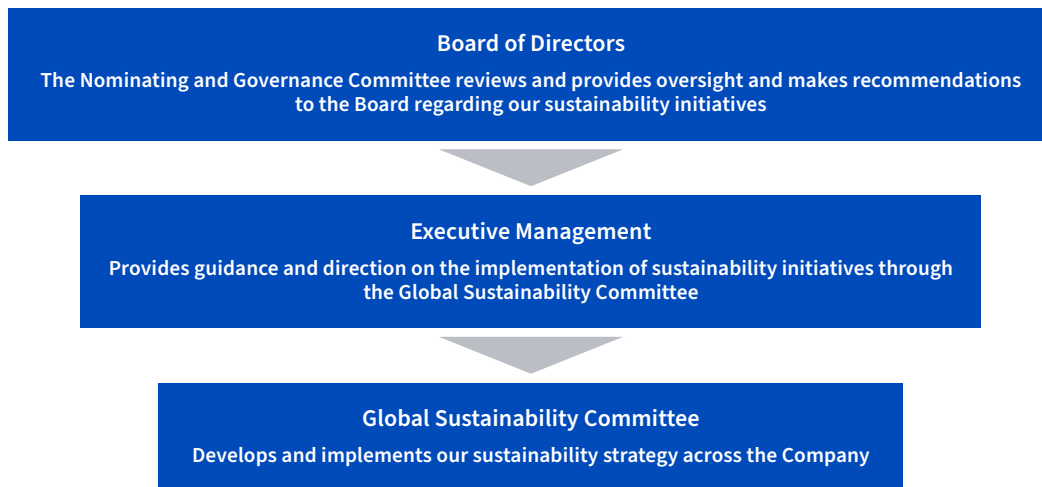 Board of Directors
The Nominating and Governance Committee reviews and provides oversight and makes recommendations
to the Board regarding our sustainability initiatives
Executive Management
Provides guidance and direction on the implementation of sustainability initiatives through
the Global Sustainability Committee
Global Sustainability Committee
Develops and implements our sustainability strategy across the Company